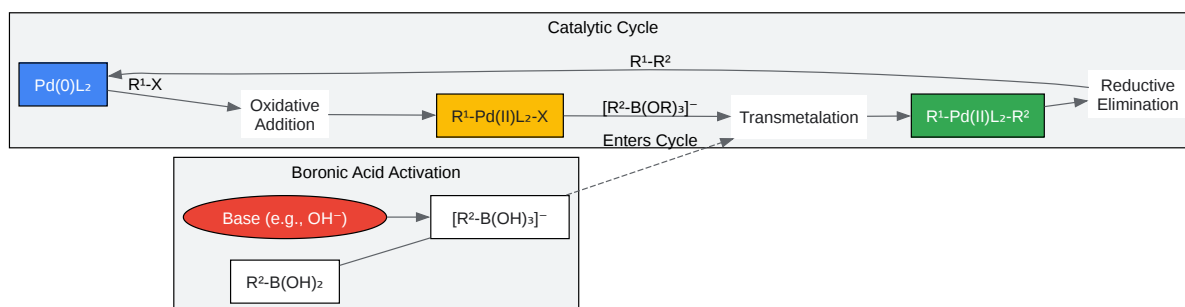 Catalytic Cycle
R¹-R²
Pd(0)L₂
R¹-X
Oxidative
Addition
R¹-Pd(II)L₂-X
[R²-B(OR)₃]⁻
Transmetalation
R¹-Pd(II)L₂-R²
Reductive
Elimination
Enters Cycle
Boronic Acid Activation
Base (e.g., OH⁻)
[R²-B(OH)₃]⁻
R²-B(OH)₂